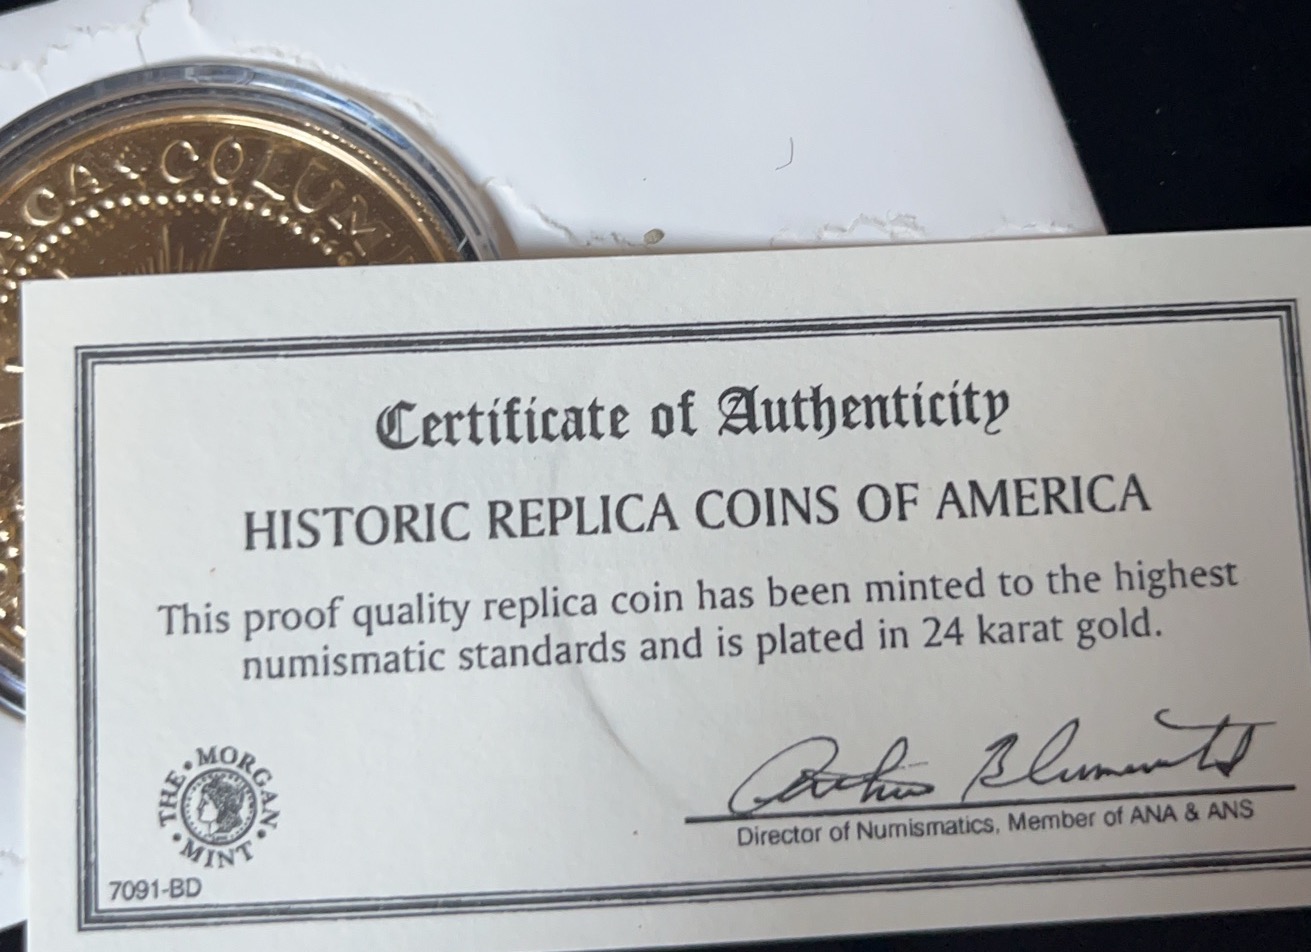 CA • COLUM
Certificate of Authenticity
HISTORIC REPLICA COINS OF AMERICA
This proof quality replica coin has been minted to the highest
numismatic standards and is plated in 24 karat gold.
THE • MORGAN • MINT •
Director of Numismatics, Member of ANA & ANS
7091-BD